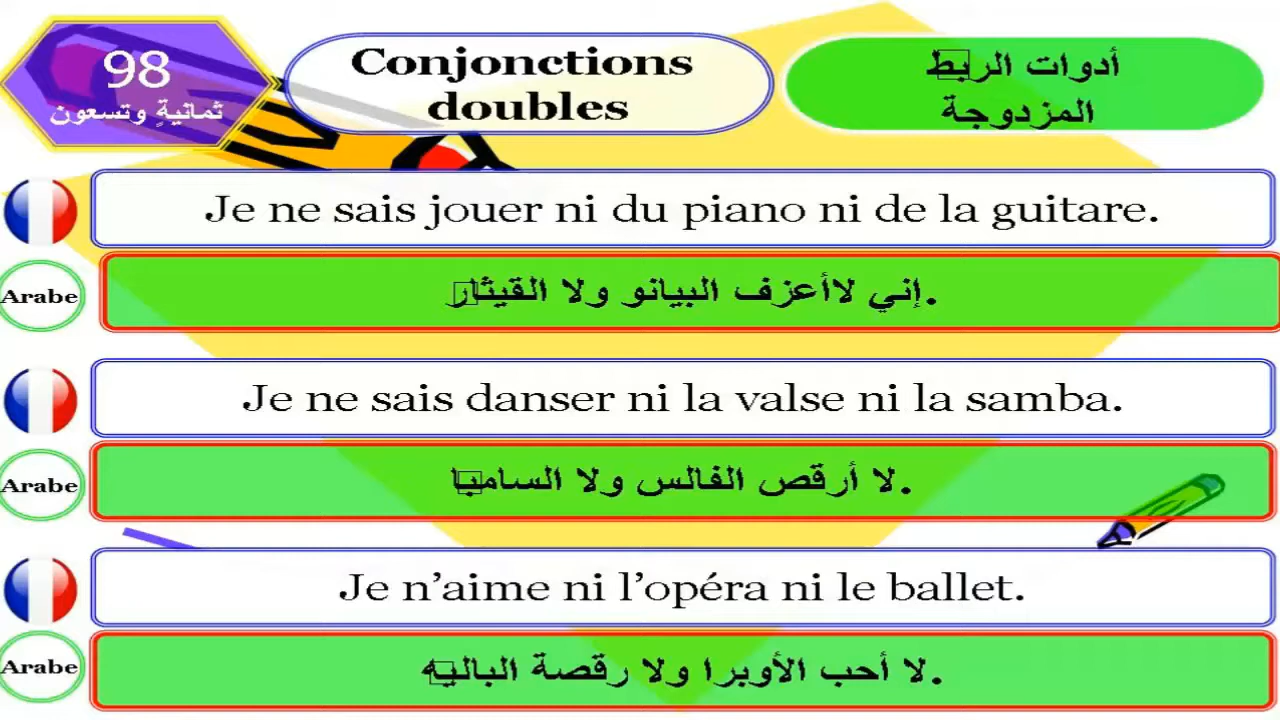 98
ثمانيةٍ وتسعون
Conjonctions
doubles
أدوات الربط
المزدوجة
Je ne sais jouer ni du piano ni de la guitare.
Arabe
إني لاأعزف البيانو ولا القيثار.
Je ne sais danser ni la valse ni la samba.
Arabe
لا أرقص الفالس ولا السامبا.
Je n’aime ni l’opéra ni le ballet.
Arabe
لا أحب الأوبرا ولا رقصة الباليه.